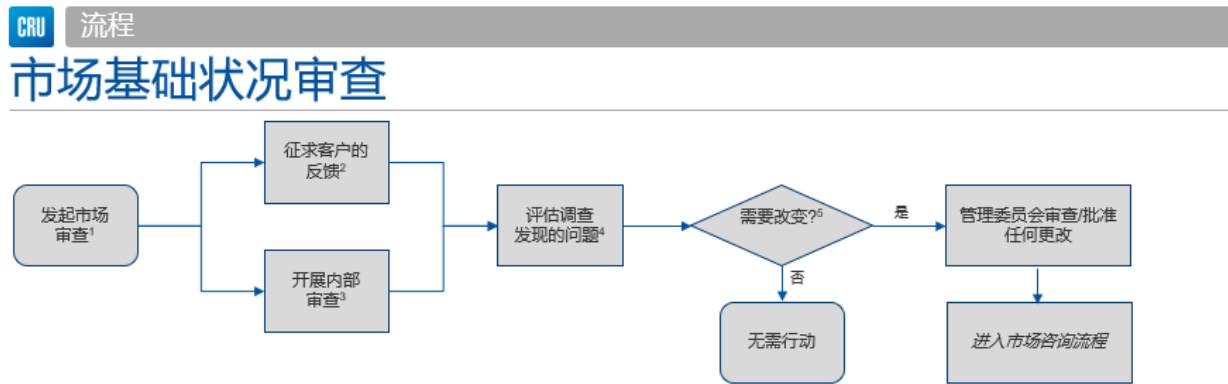 CRU 流程
市场基础状况审查
发起市场
审查1
征求客户的
反馈2
开展内部
审查3
评估调查
发现的问题4
需要改变?5
是
否
管理委员会审查/批准
任何更改
无需行动
进入市场咨询流程